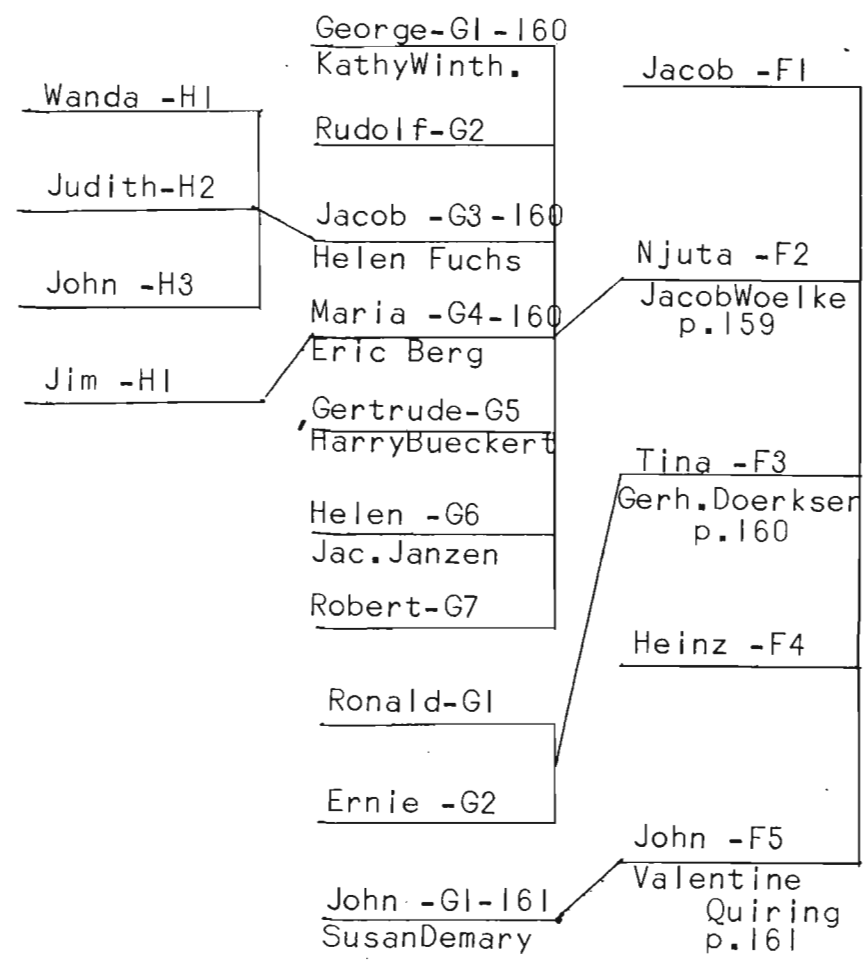 Wanda -H1
Judith-H2
John -H3
Jim -H1
George-G1-160
KathyWinth.
Rudolf-G2
Jacob -G3-160
Helen Fuchs
Maria -G4-160
Eric Berg
Gertrude-G5
HarryBueckert
Helen -G6
Jac.Janzen
Robert-G7
Ronald-G1
Ernie -G2
John -G1-161
SusanDemary
Jacob -F1
Njuta -F2
JacobWoelke
p.159
Tina -F3
Gerh.Doerksen
p.160
Heinz -F4
John -F5
Valentine
Quiring
p.161